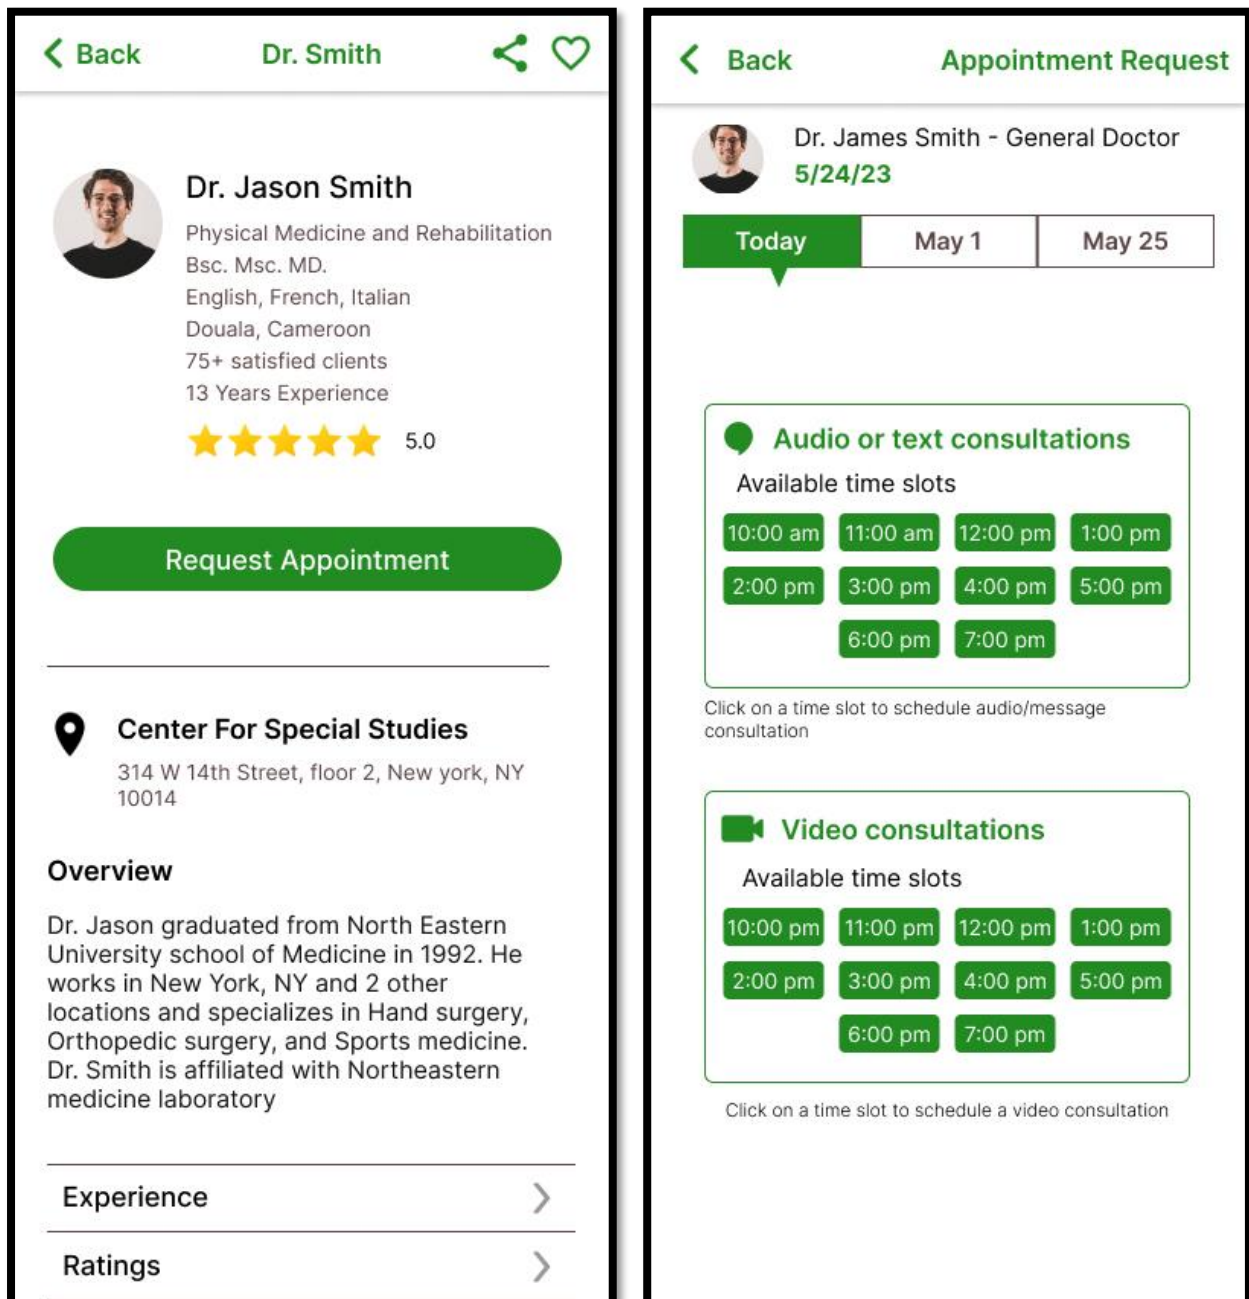 Back Dr. Smith
Dr. Jason Smith
Physical Medicine and Rehabilitation
Bsc. Msc. MD.
English, French, Italian
Douala, Cameroon
75+ satisfied clients
13 Years Experience
5.0
Request Appointment
Center For Special Studies
314 W 14th Street, floor 2, New york, NY
10014
Overview
Dr. Jason graduated from North Eastern
University school of Medicine in 1992. He
works in New York, NY and 2 other
locations and specializes in Hand surgery,
Orthopedic surgery, and Sports medicine.
Dr. Smith is affiliated with Northeastern
medicine laboratory
Experience
Ratings
Back Appointment Request
Dr. James Smith - General Doctor
5/24/23
Today May 1 May 25
Audio or text consultations
Available time slots
10:00 am 11:00 am 12:00 pm 1:00 pm
2:00 pm 3:00 pm 4:00 pm 5:00 pm
6:00 pm 7:00 pm
Click on a time slot to schedule audio/message
consultation
Video consultations
Available time slots
10:00 pm 11:00 pm 12:00 pm 1:00 pm
2:00 pm 3:00 pm 4:00 pm 5:00 pm
6:00 pm 7:00 pm
Click on a time slot to schedule a video consultation